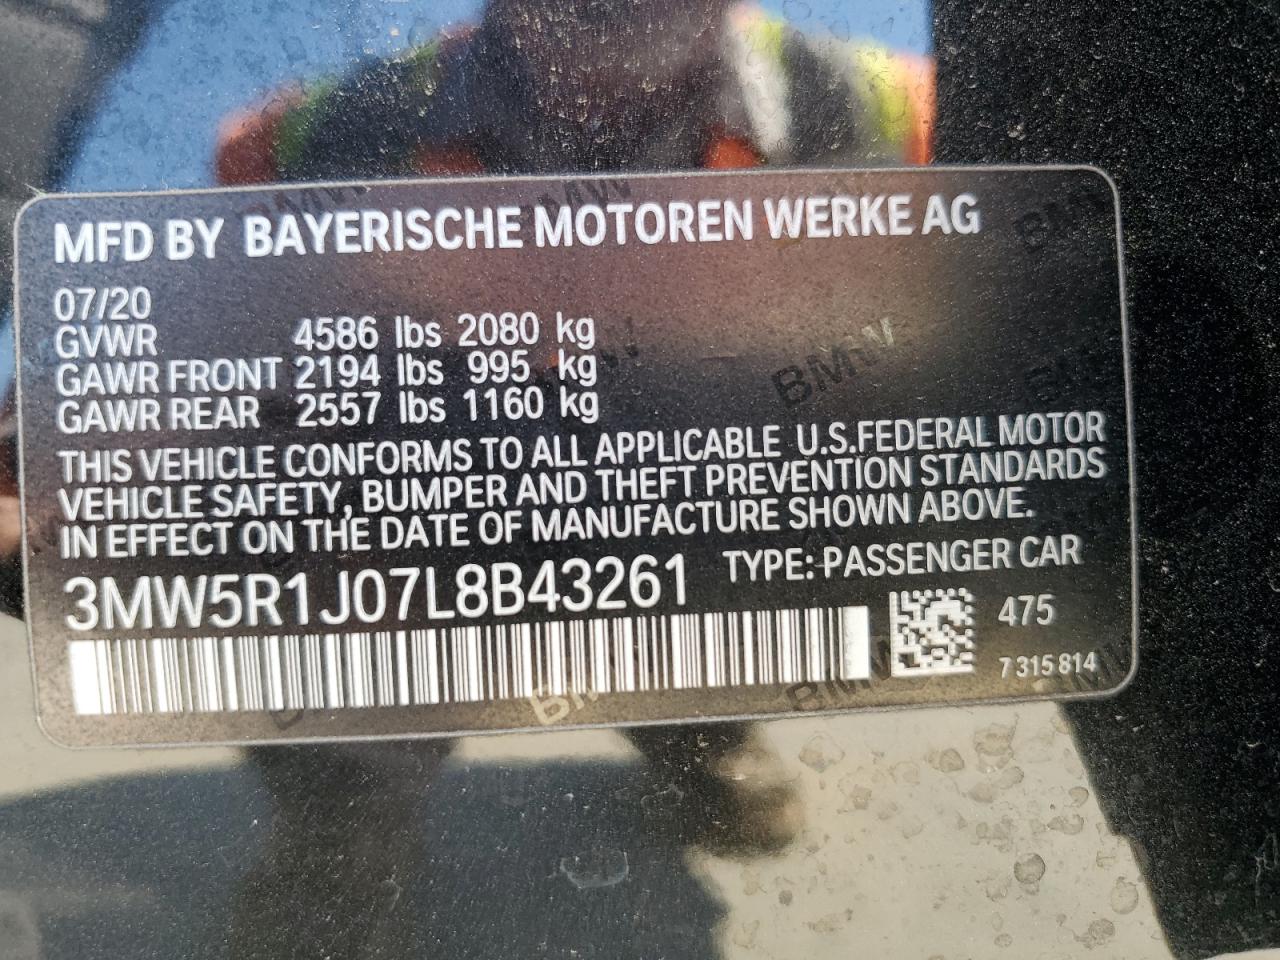 MFD BY BAYERISCHE MOTOREN WERKE AG
07/20
GVWR 4586 lbs 2080 kg
GAWR FRONT 2194 lbs 995 kg
GAWR REAR 2557 lbs 1160 kg
THIS VEHICLE CONFORMS TO ALL APPLICABLE U.S.FEDERAL MOTOR
VEHICLE SAFETY, BUMPER AND THEFT PREVENTION STANDARDS
IN EFFECT ON THE DATE OF MANUFACTURE SHOWN ABOVE.
3MW5R1J07L8B43261 TYPE: PASSENGER CAR
475
7 315 814